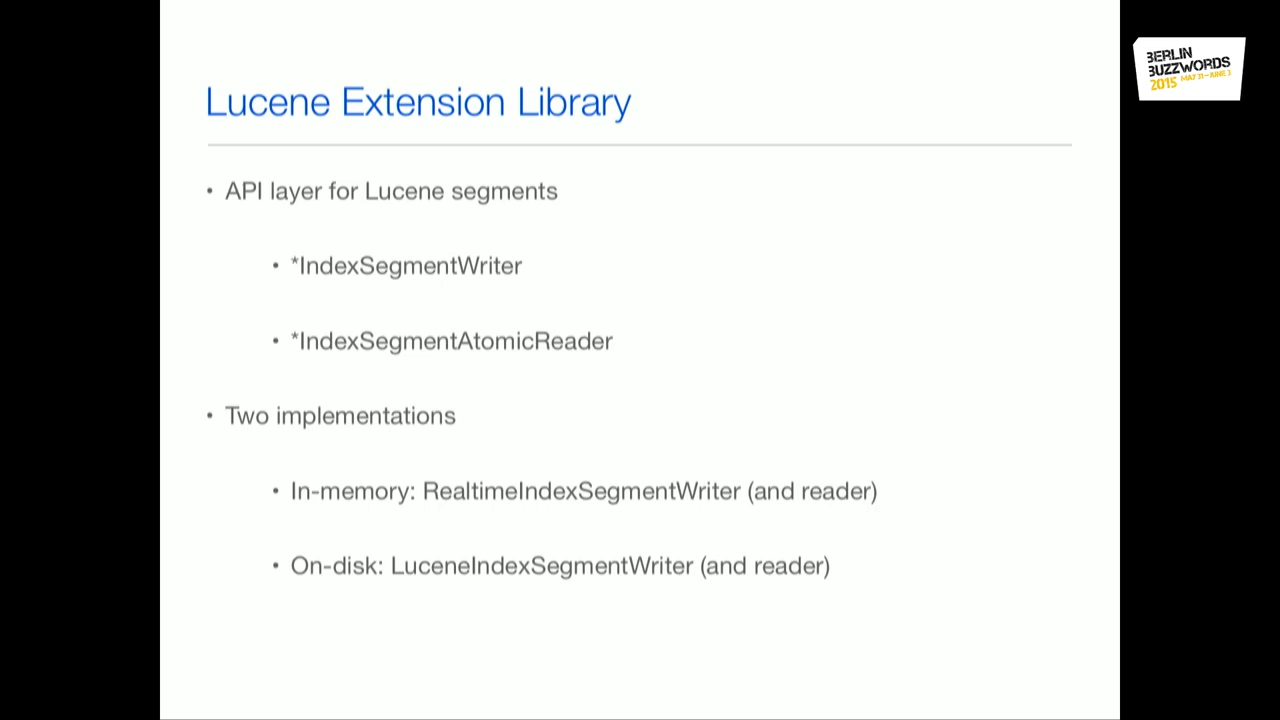 Lucene Extension Library
• API layer for Lucene segments
• *IndexSegmentWriter
• *IndexSegmentAtomicReader
• Two implementations
• In-memory: RealtimeIndexSegmentWriter (and reader)
• On-disk: LuceneIndexSegmentWriter (and reader)
BERLIN
BUZZWORDS
2015 MAY 31–JUNE 3